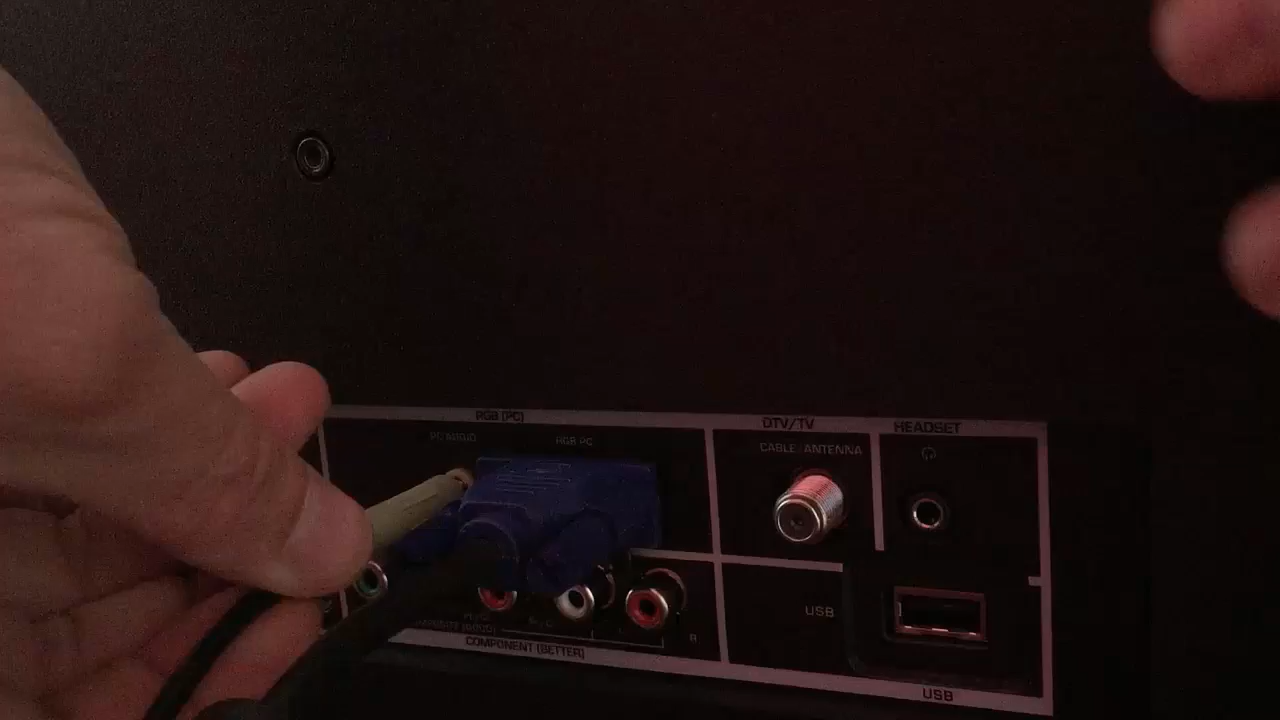 RGB (PC)
DTV/TV
HEADSET
PC AUDIO
RGB PC
CABLE ANTENNA
USB
R
COMPONENT (BETTER)
USB